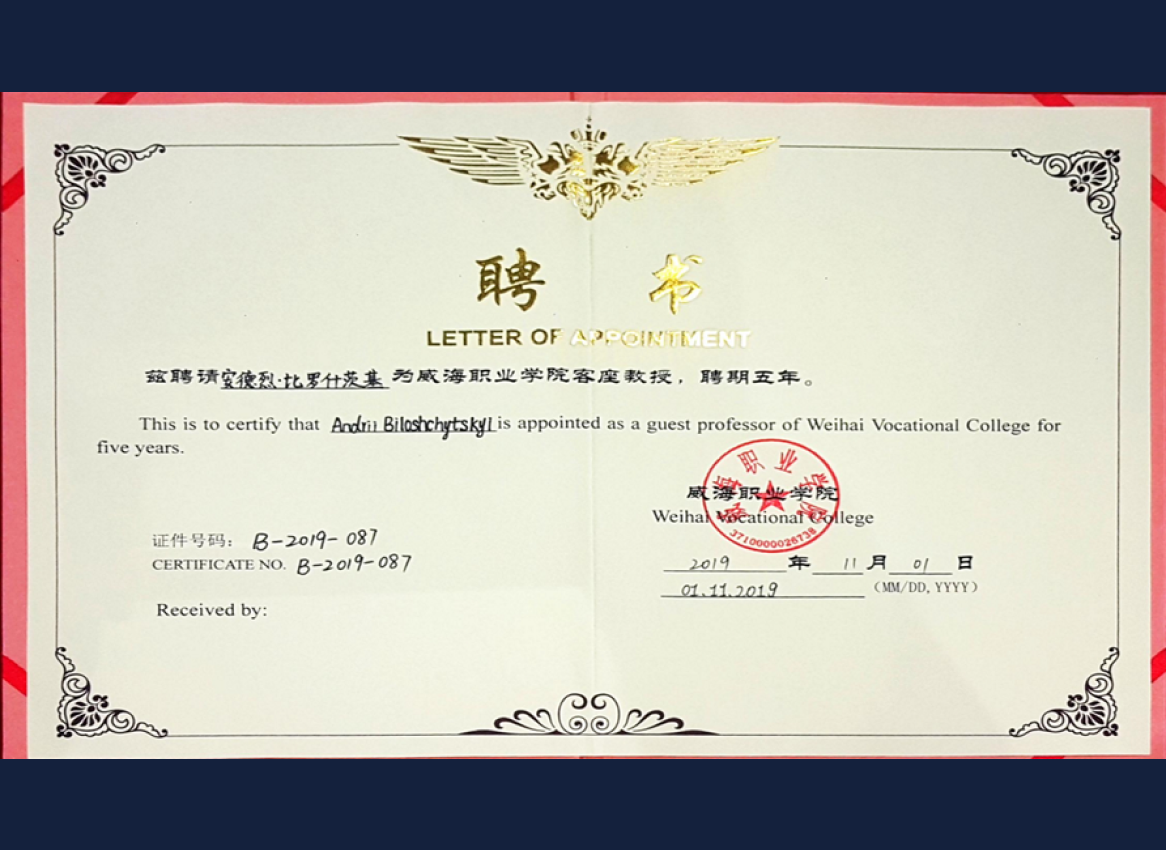 聘 书
LETTER OF APPOINTMENT
兹聘请安德烈·比罗什茨基为威海职业学院客座教授，聘期五年。
This is to certify that Andrii Biloshchytskyi is appointed as a guest professor of Weihai Vocational College for
five years.
威海职业学院
威海职业学院
Weihai Vocational College
3710000026738
证件号码： B-2019-087
CERTIFICATE NO. B-2019-087
2019 年 11 月 01 日
01.11.2019 （MM/DD,YYYY）
Received by: